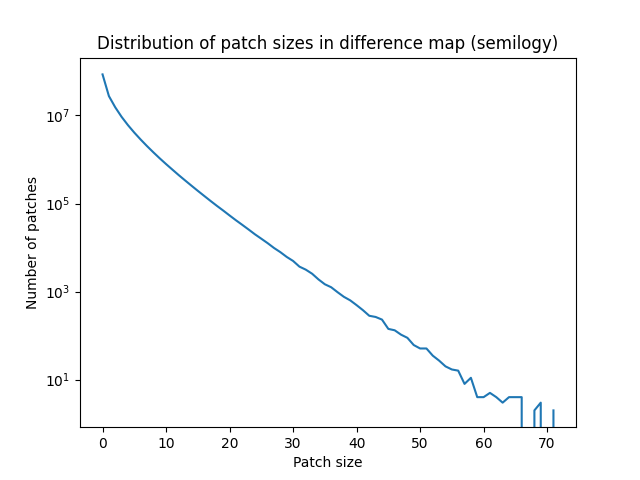 Distribution of patch sizes in difference map (semilogy)
Number of patches
10^7
10^5
10^3
10^1
0 10 20 30 40 50 60 70
Patch size